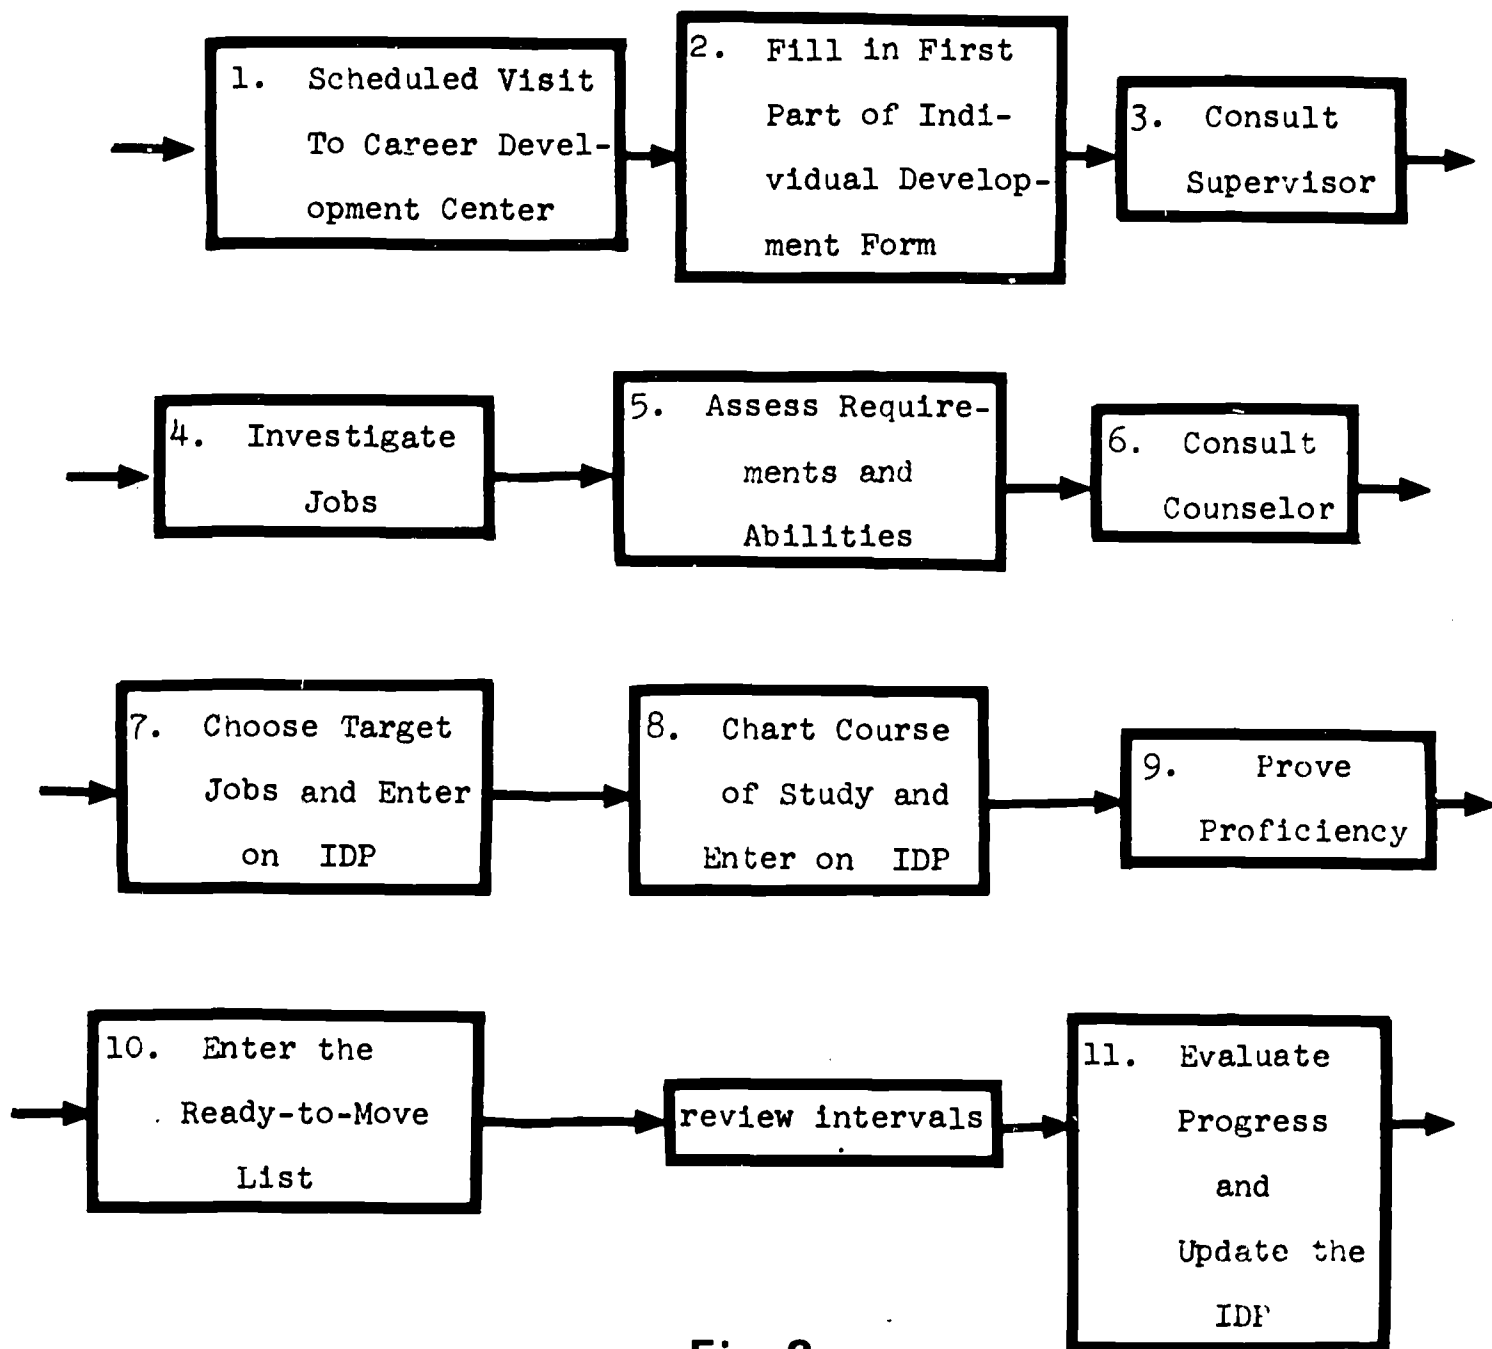 1. Scheduled Visit
To Career Devel-
opment Center
2. Fill in First
Part of Indi-
vidual Develop-
ment Form
3. Consult
Supervisor
4. Investigate
Jobs
5. Assess Require-
ments and
Abilities
6. Consult
Counselor
7. Choose Target
Jobs and Enter
on IDP
8. Chart Course
of Study and
Enter on IDP
9. Prove
Proficiency
10. Enter the
Ready-to-Move
List
review intervals
11. Evaluate
Progress
and
Update the
IDP